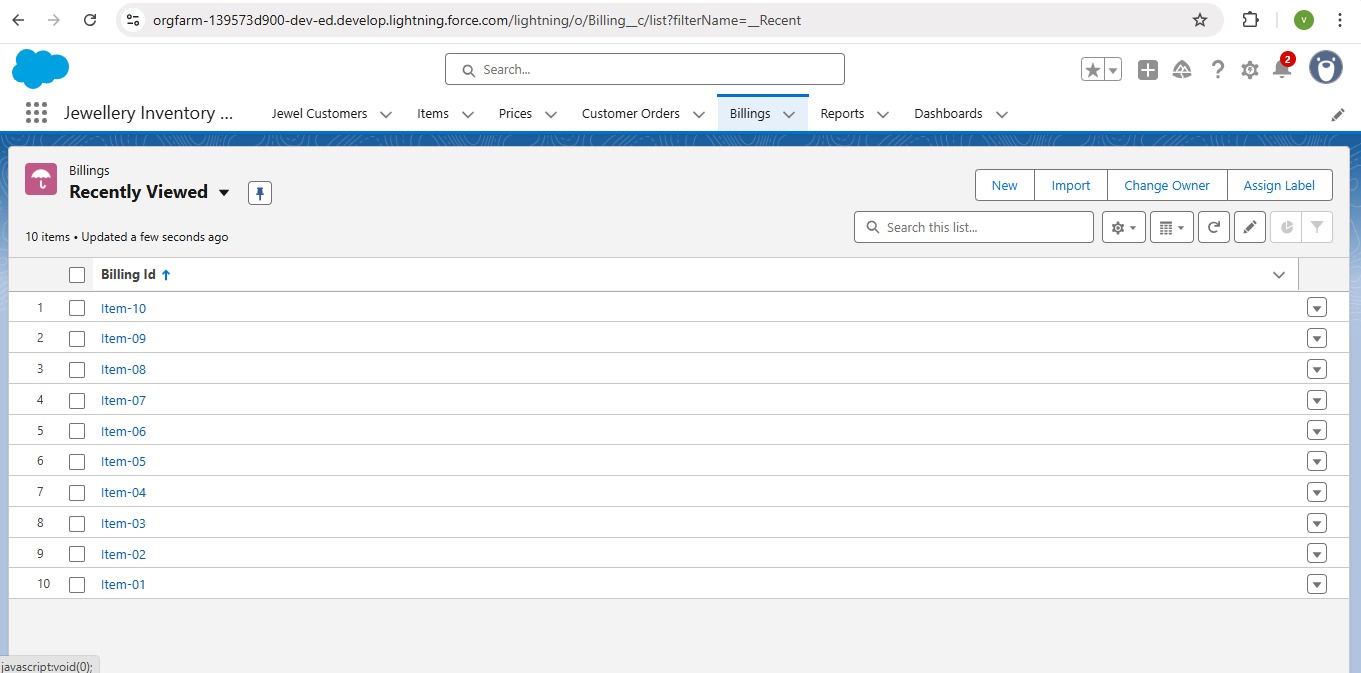 orgfarm-139573d900-dev-ed.develop.lightning.force.com/lightning/o/Billing__c/list?filterName=__Recent
V
Search...
2
Jewellery Inventory ...
Jewel Customers
Items
Prices
Customer Orders
Billings
Reports
Dashboards
Billings
Recently Viewed
New
Import
Change Owner
Assign Label
10 items • Updated a few seconds ago
Search this list...
Billing Id
1 Item-10
2 Item-09
3 Item-08
4 Item-07
5 Item-06
6 Item-05
7 Item-04
8 Item-03
9 Item-02
10 Item-01
javascript:void(0);